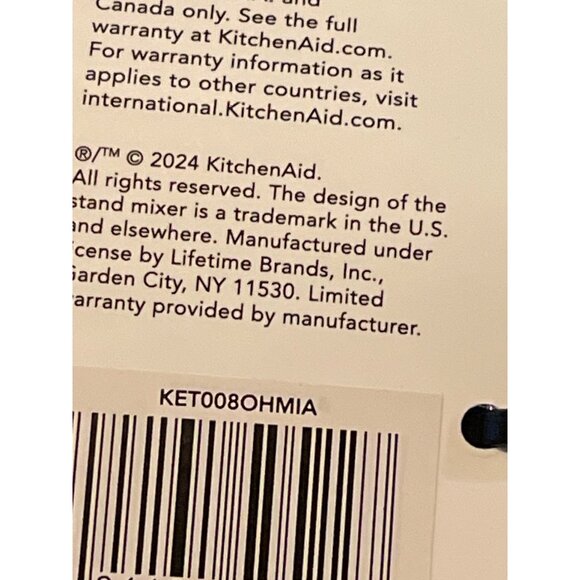 Canada only. See the full
warranty at KitchenAid.com.
For warranty information as it
applies to other countries, visit
international.KitchenAid.com.
®/™ © 2024 KitchenAid.
All rights reserved. The design of the
stand mixer is a trademark in the U.S.
and elsewhere. Manufactured under
license by Lifetime Brands, Inc.,
Garden City, NY 11530. Limited
warranty provided by manufacturer.
KET008OHMIA